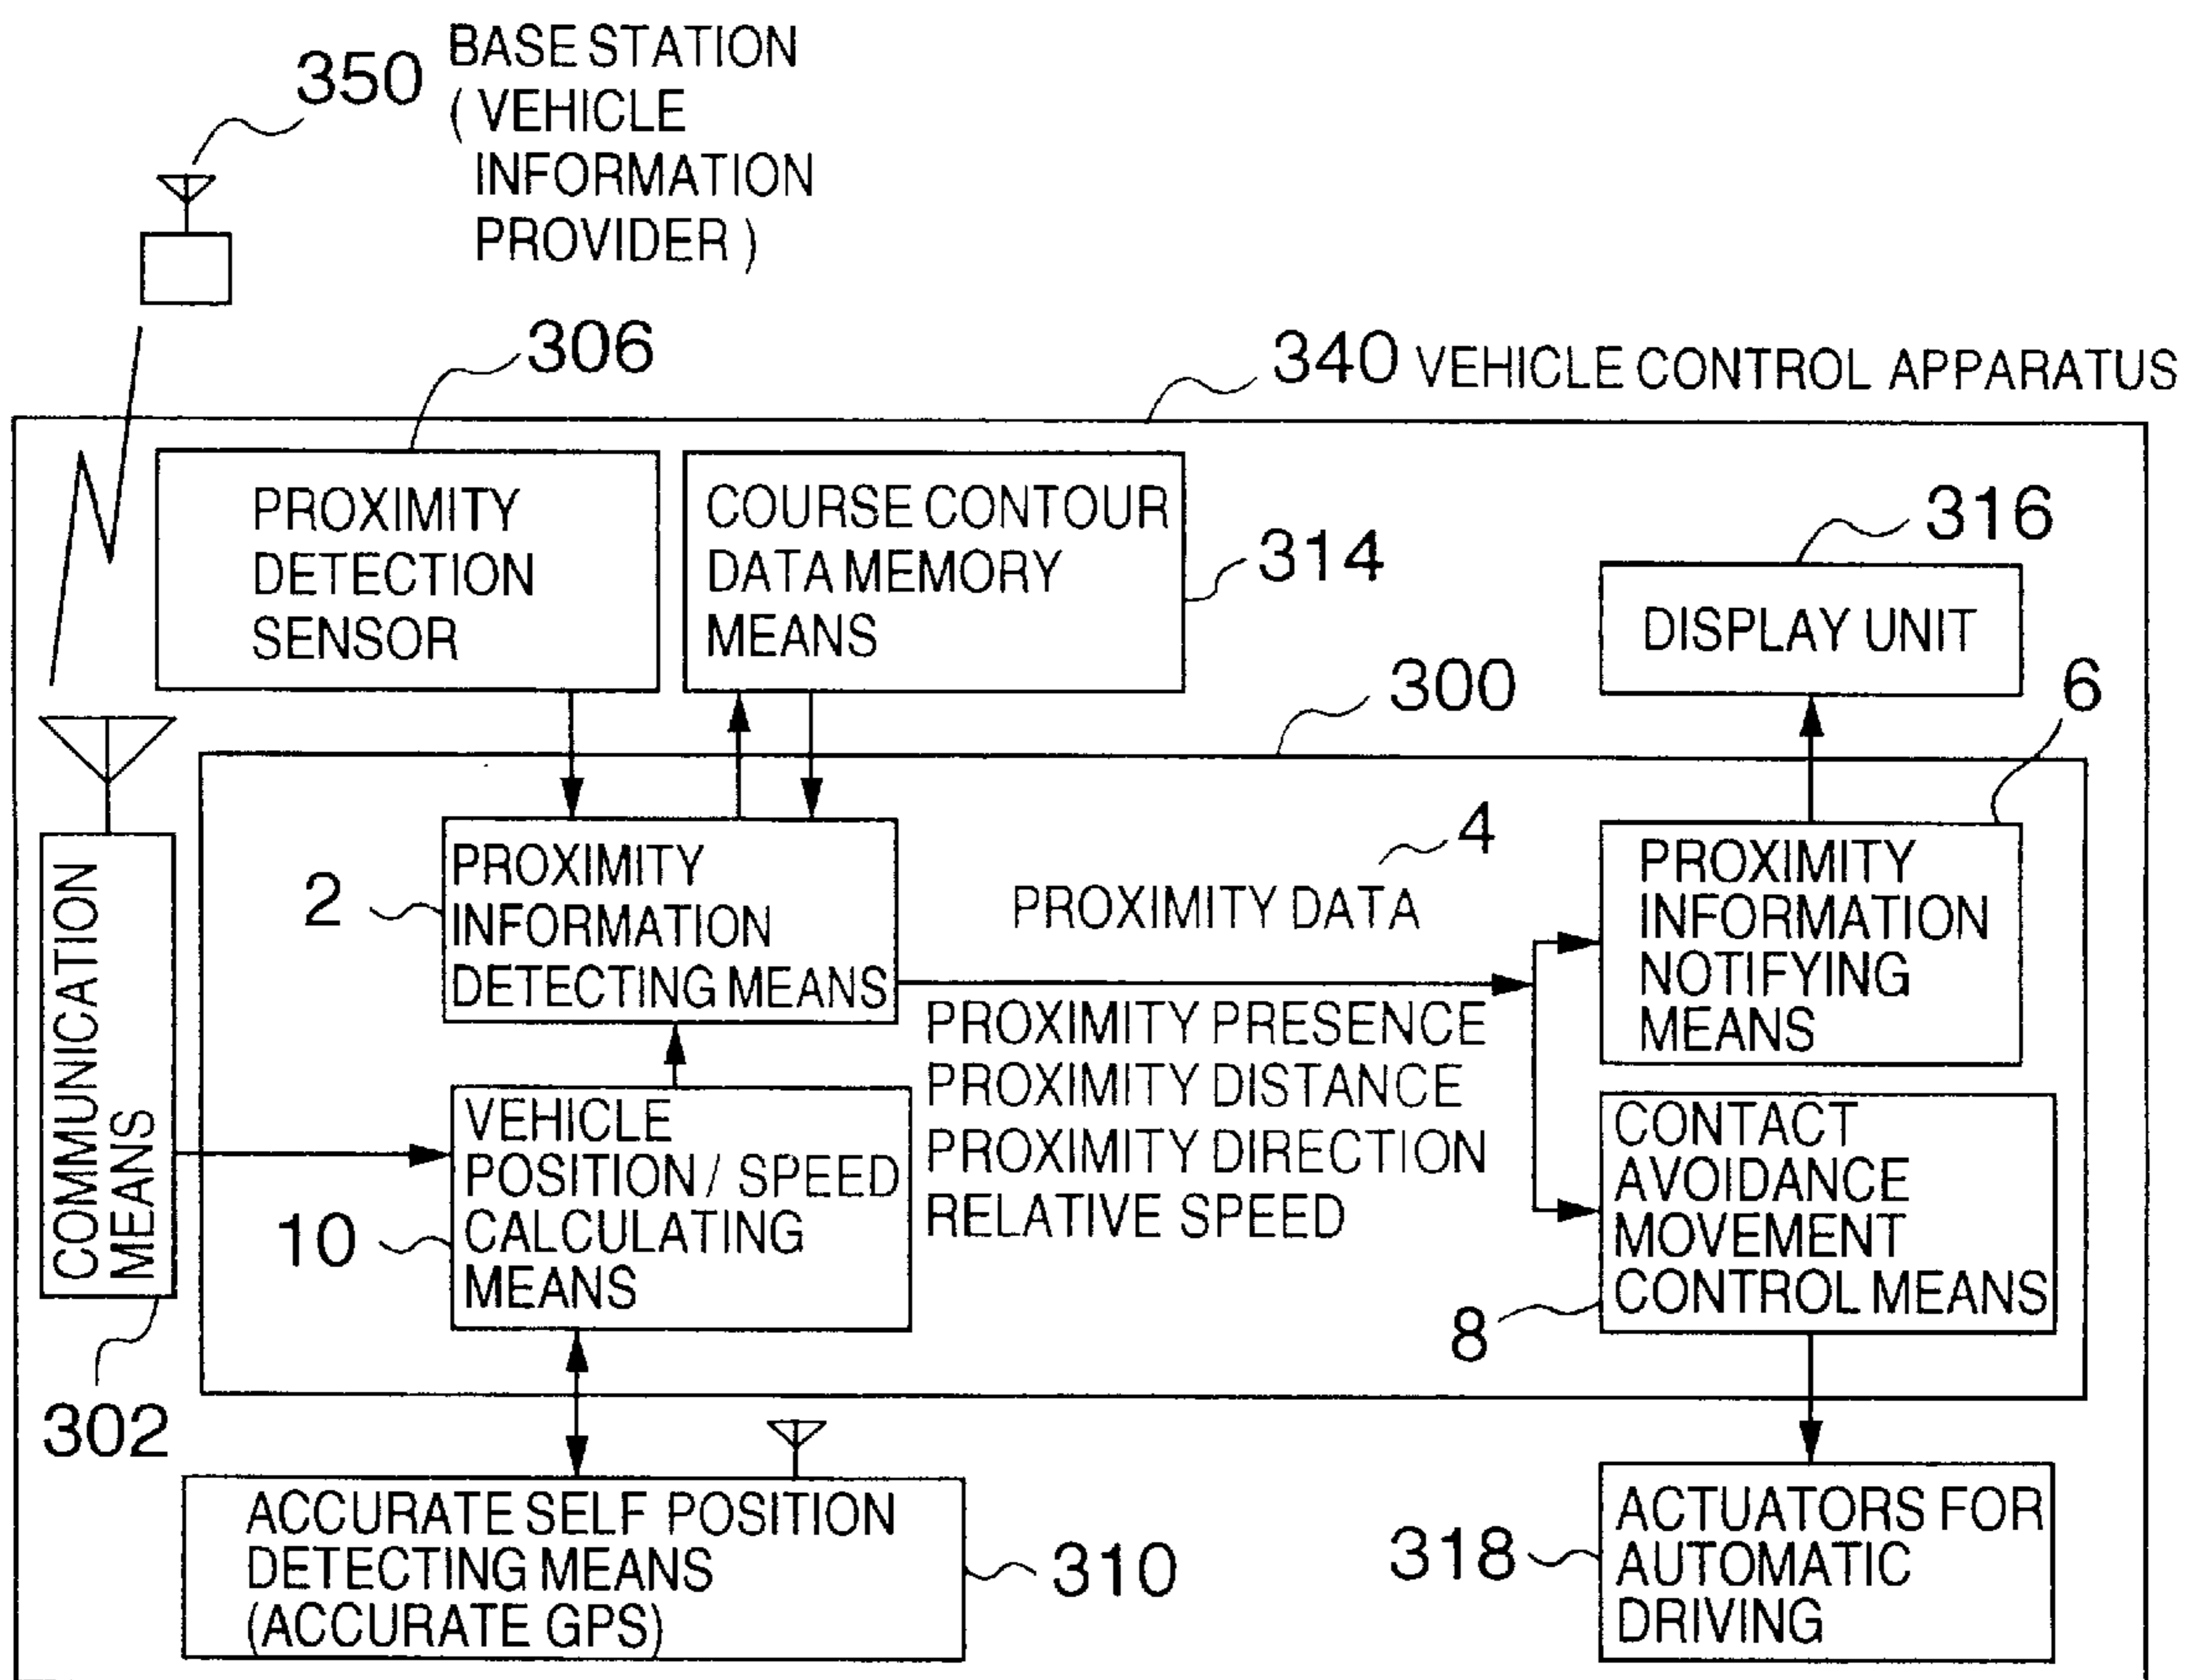 350
BASE STATION
( VEHICLE
INFORMATION
PROVIDER )
306
340 VEHICLE CONTROL APPARATUS
PROXIMITY
DETECTION
SENSOR
COURSE CONTOUR
DATA MEMORY
MEANS
314
316
DISPLAY UNIT
300
6
COMMUNICATION
MEANS
302
2
PROXIMITY
INFORMATION
DETECTING MEANS
4
PROXIMITY DATA
PROXIMITY PRESENCE
PROXIMITY DISTANCE
PROXIMITY DIRECTION
RELATIVE SPEED
PROXIMITY
INFORMATION
NOTIFYING
MEANS
10
VEHICLE
POSITION / SPEED
CALCULATING
MEANS
CONTACT
AVOIDANCE
MOVEMENT
CONTROL MEANS
8
ACCURATE SELF POSITION
DETECTING MEANS
(ACCURATE GPS)
310
318
ACTUATORS FOR
AUTOMATIC
DRIVING